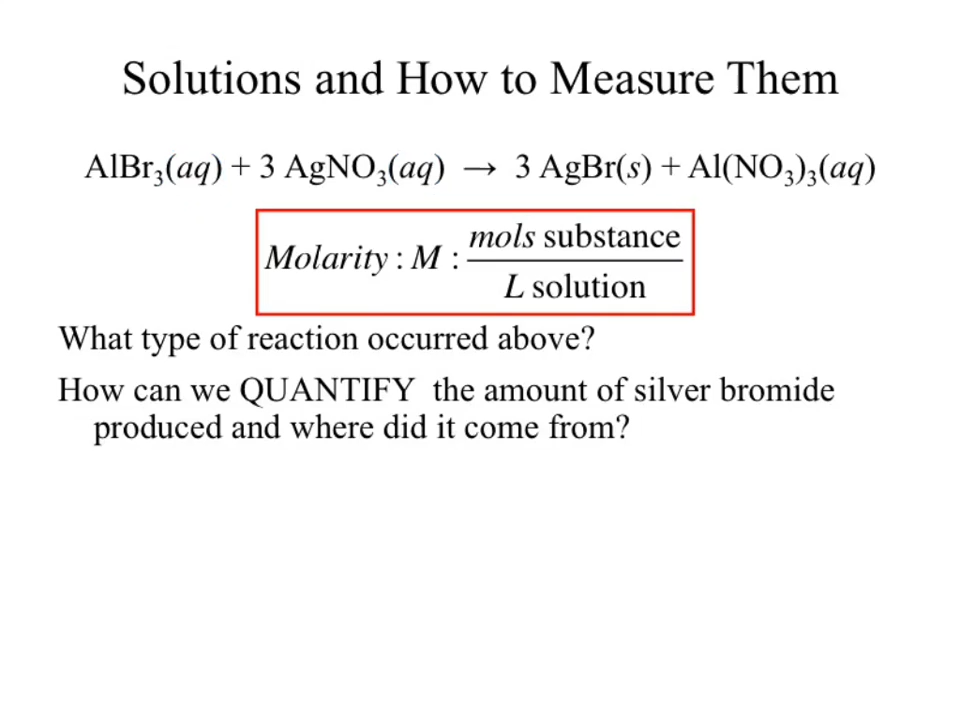 Solutions and How to Measure Them
AlBr₃(aq) + 3 AgNO₃(aq) → 3 AgBr(s) + Al(NO₃)₃(aq)
Molarity : M : mols substance / L solution
What type of reaction occurred above?
How can we QUANTIFY the amount of silver bromide
produced and where did it come from?